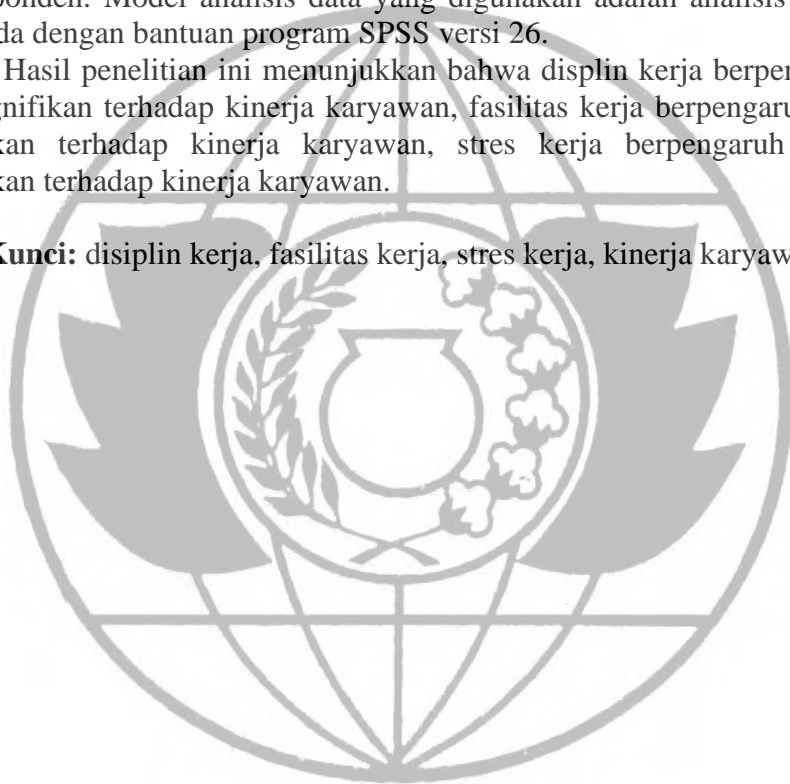 ponden. Model analisis data yang digunakan adalah analisis
da dengan bantuan program SPSS versi 26.
Hasil penelitian ini menunjukkan bahwa displin kerja berpen
gnifikan terhadap kinerja karyawan, fasilitas kerja berpengaru
kan terhadap kinerja karyawan, stres kerja berpengaruh
kan terhadap kinerja karyawan.
Kunci: disiplin kerja, fasilitas kerja, stres kerja, kinerja karyaw